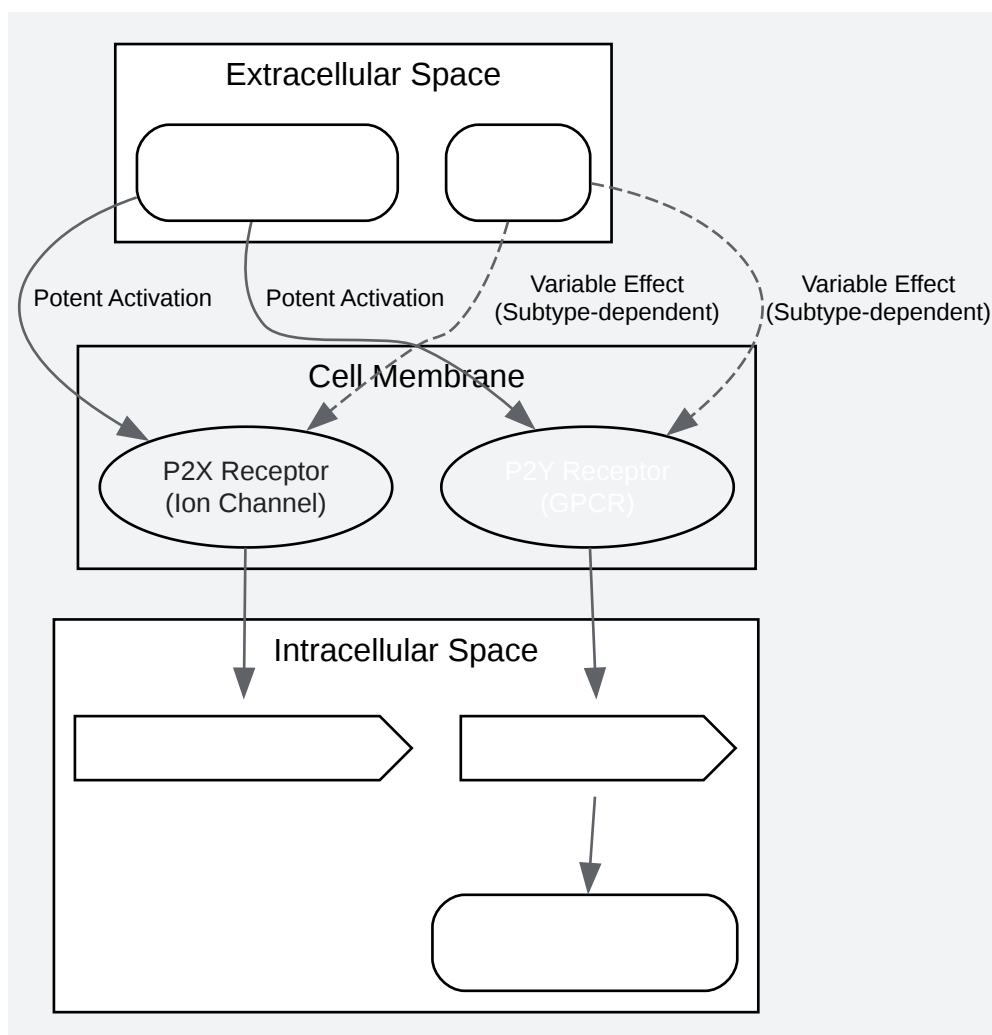 Extracellular Space
Potent Activation
Potent Activation
Variable Effect
(Subtype-dependent)
Variable Effect
(Subtype-dependent)
Cell Membrane
P2X Receptor
(Ion Channel)
P2Y Receptor
(GPCR)
Intracellular Space